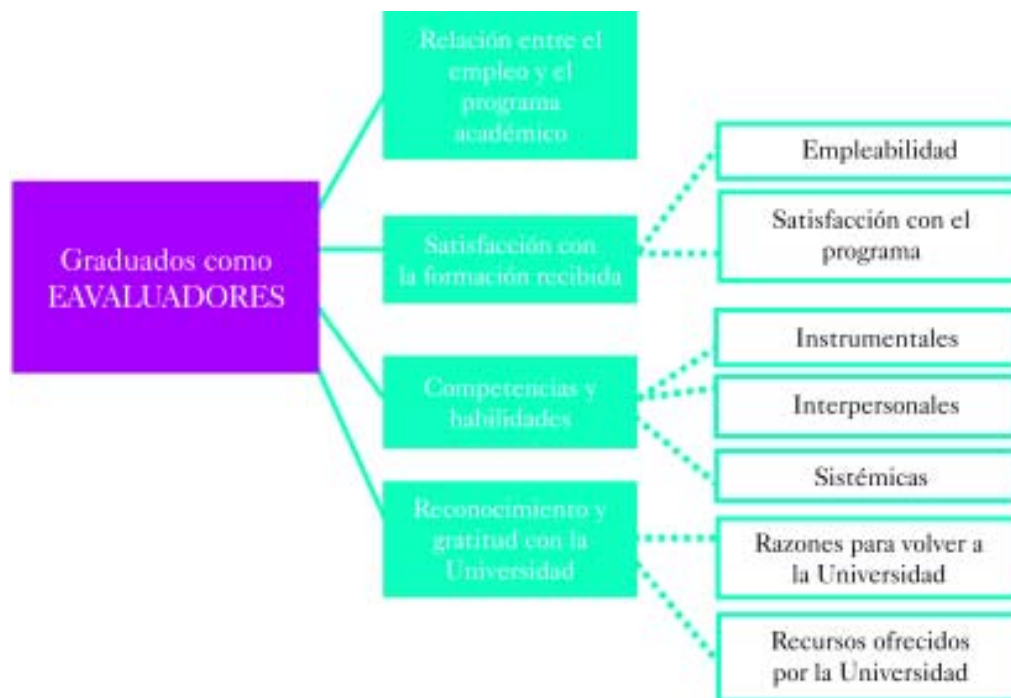 Relación entre el
empleo y el
programa
académico
Graduados como
EAVALUADORES
Satisfacción con
la formación recibida
Empleabilidad
Satisfacción con el
programa
Competencias y
habilidades
Instrumentales
Interpersonales
Sistémicas
Reconocimiento y
gratitud con la
Universidad
Razones para volver a
la Universidad
Recursos ofrecidos
por la Universidad